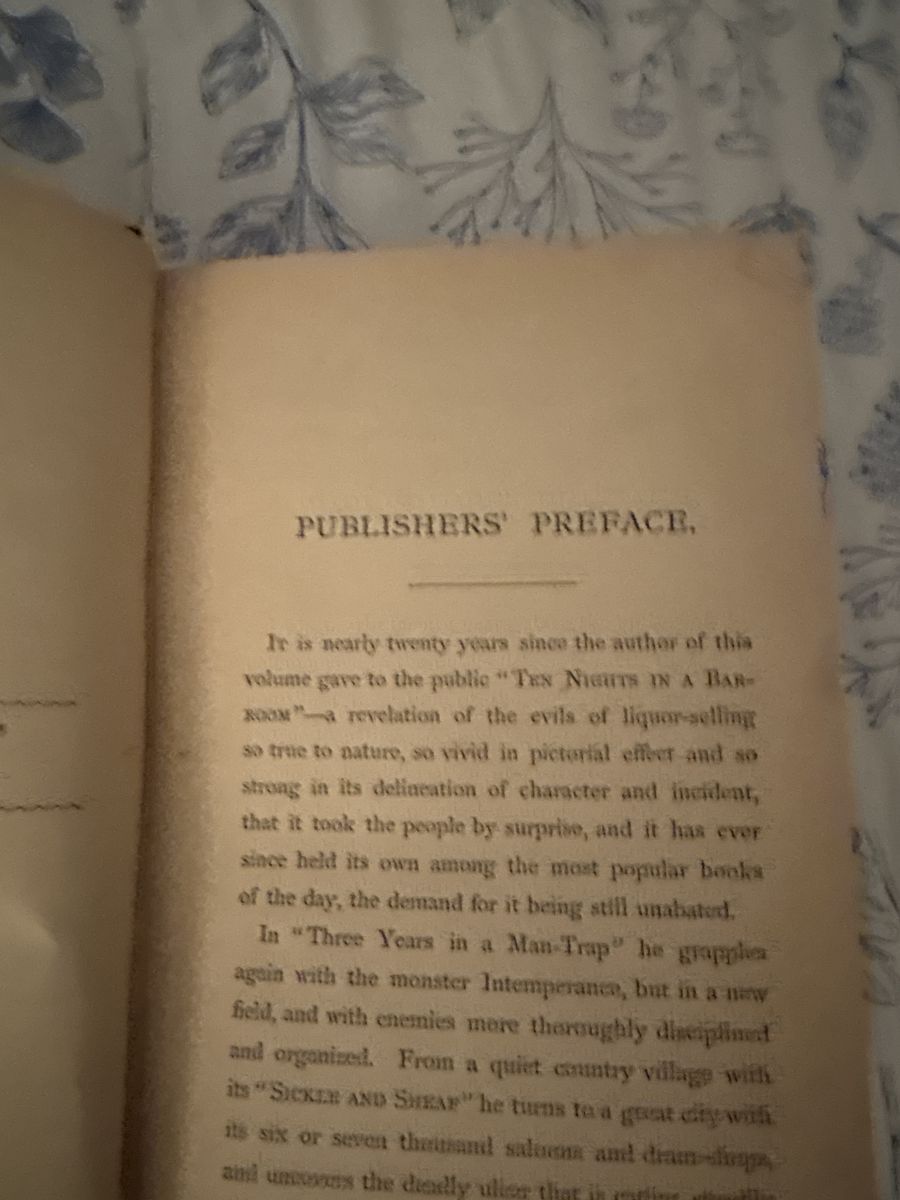 PUBLISHERS' PREFACE.
It is nearly twenty years since the author of this
volume gave to the public "Ten Nights in a Bar-
room"—a revelation of the evils of liquor-selling
so true to nature, so vivid in pictorial effect and so
strong in its delineation of character and incident,
that it took the people by surprise, and it has ever
since held its own among the most popular books
of the day, the demand for it being still unabated.
In "Three Years in a Man-Trap" he grapples
again with the monster Intemperance, but in a new
field, and with enemies more thoroughly disciplined
and organized. From a quiet country village with
its "Sickle and Sheaf" he turns to a great city with
its six or seven thousand saloons and dram-shops,
and uncovers the deadly ulcer that is